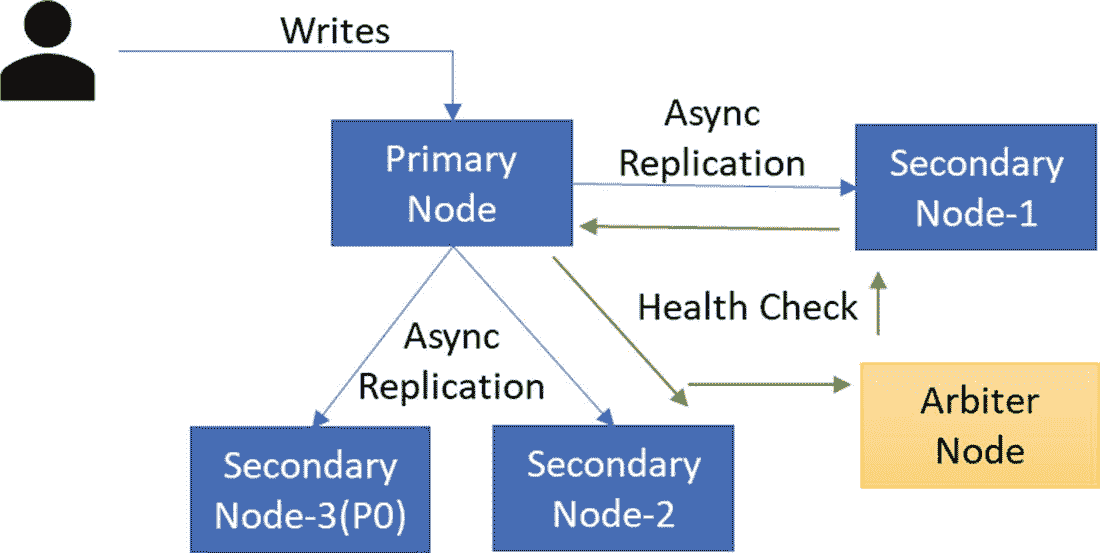 Writes
Primary
Node
Async
Replication
Secondary
Node-1
Health Check
Async
Replication
Arbiter
Node
Secondary
Node-3(P0)
Secondary
Node-2